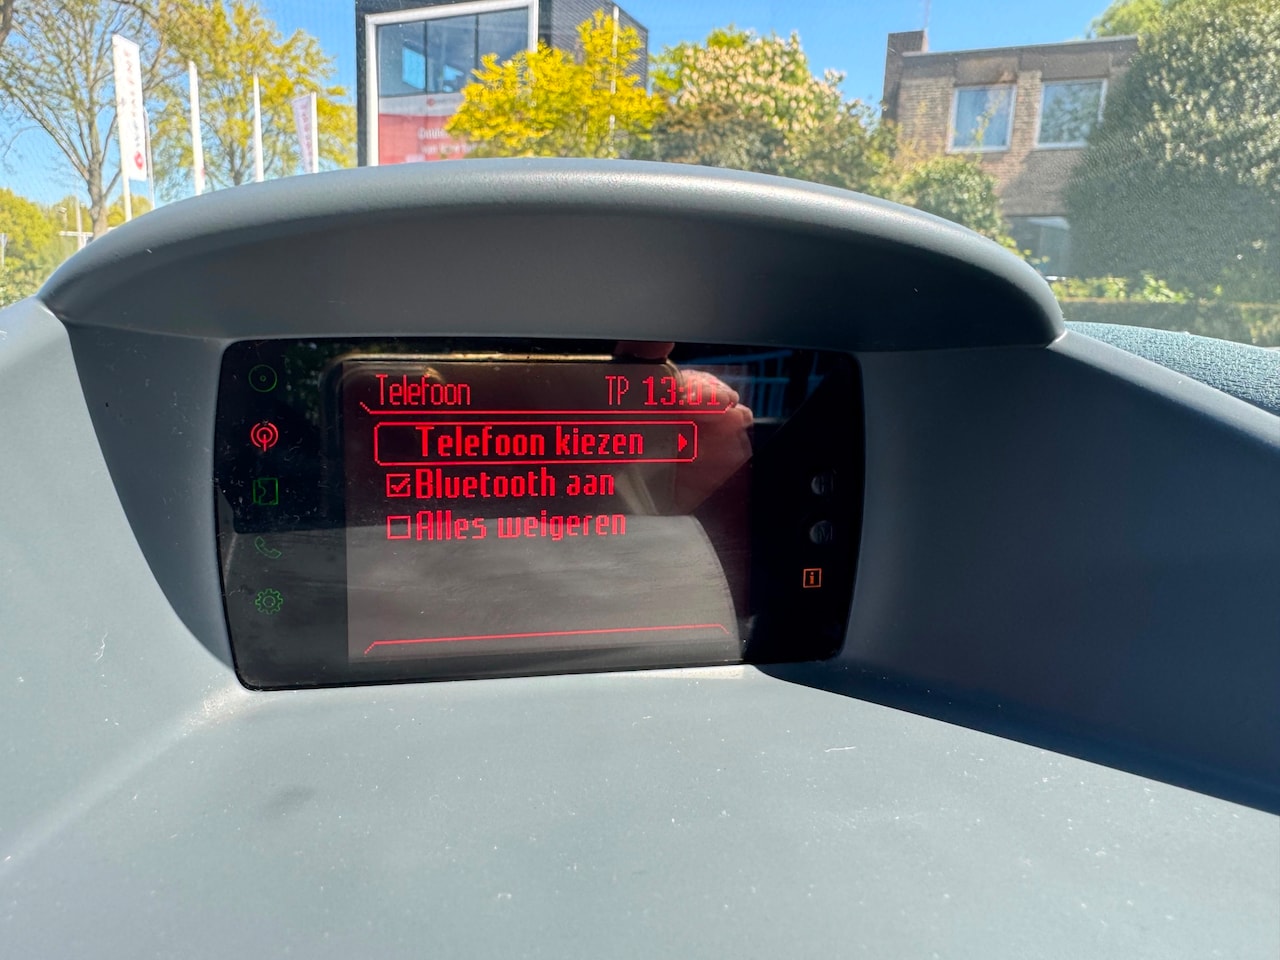 Telefoon TP 13:01
Telefoon kiezen
Bluetooth aan
Alles weigeren
i